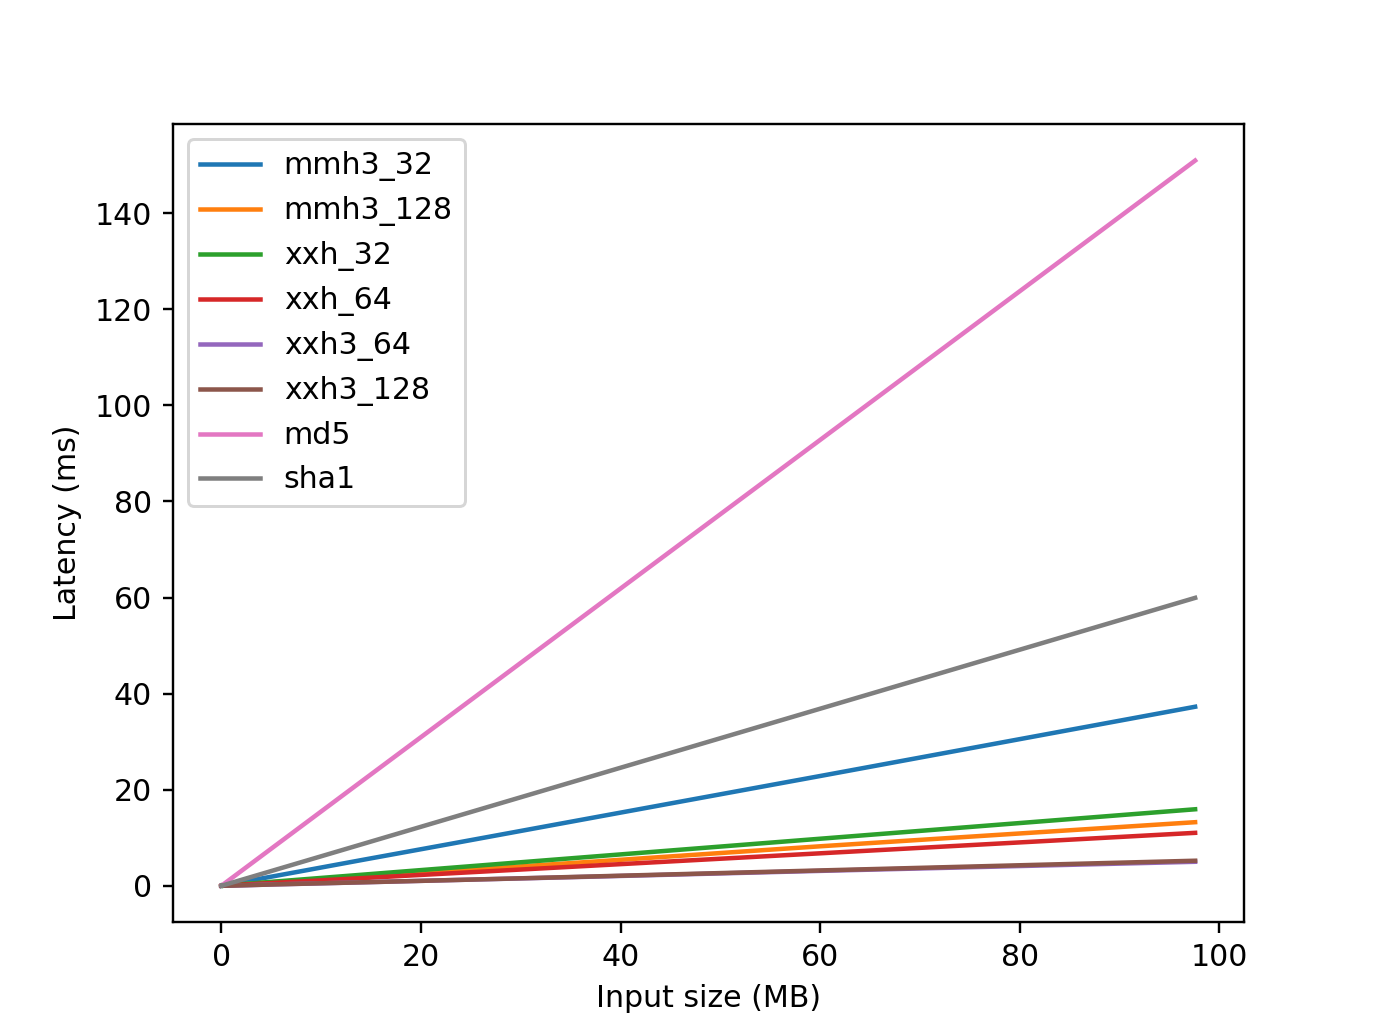 mmh3_32
mmh3_128
xxh_32
xxh_64
xxh3_64
xxh3_128
md5
sha1
140
120
100
80
60
40
20
0
Latency (ms)
0 20 40 60 80 100
Input size (MB)